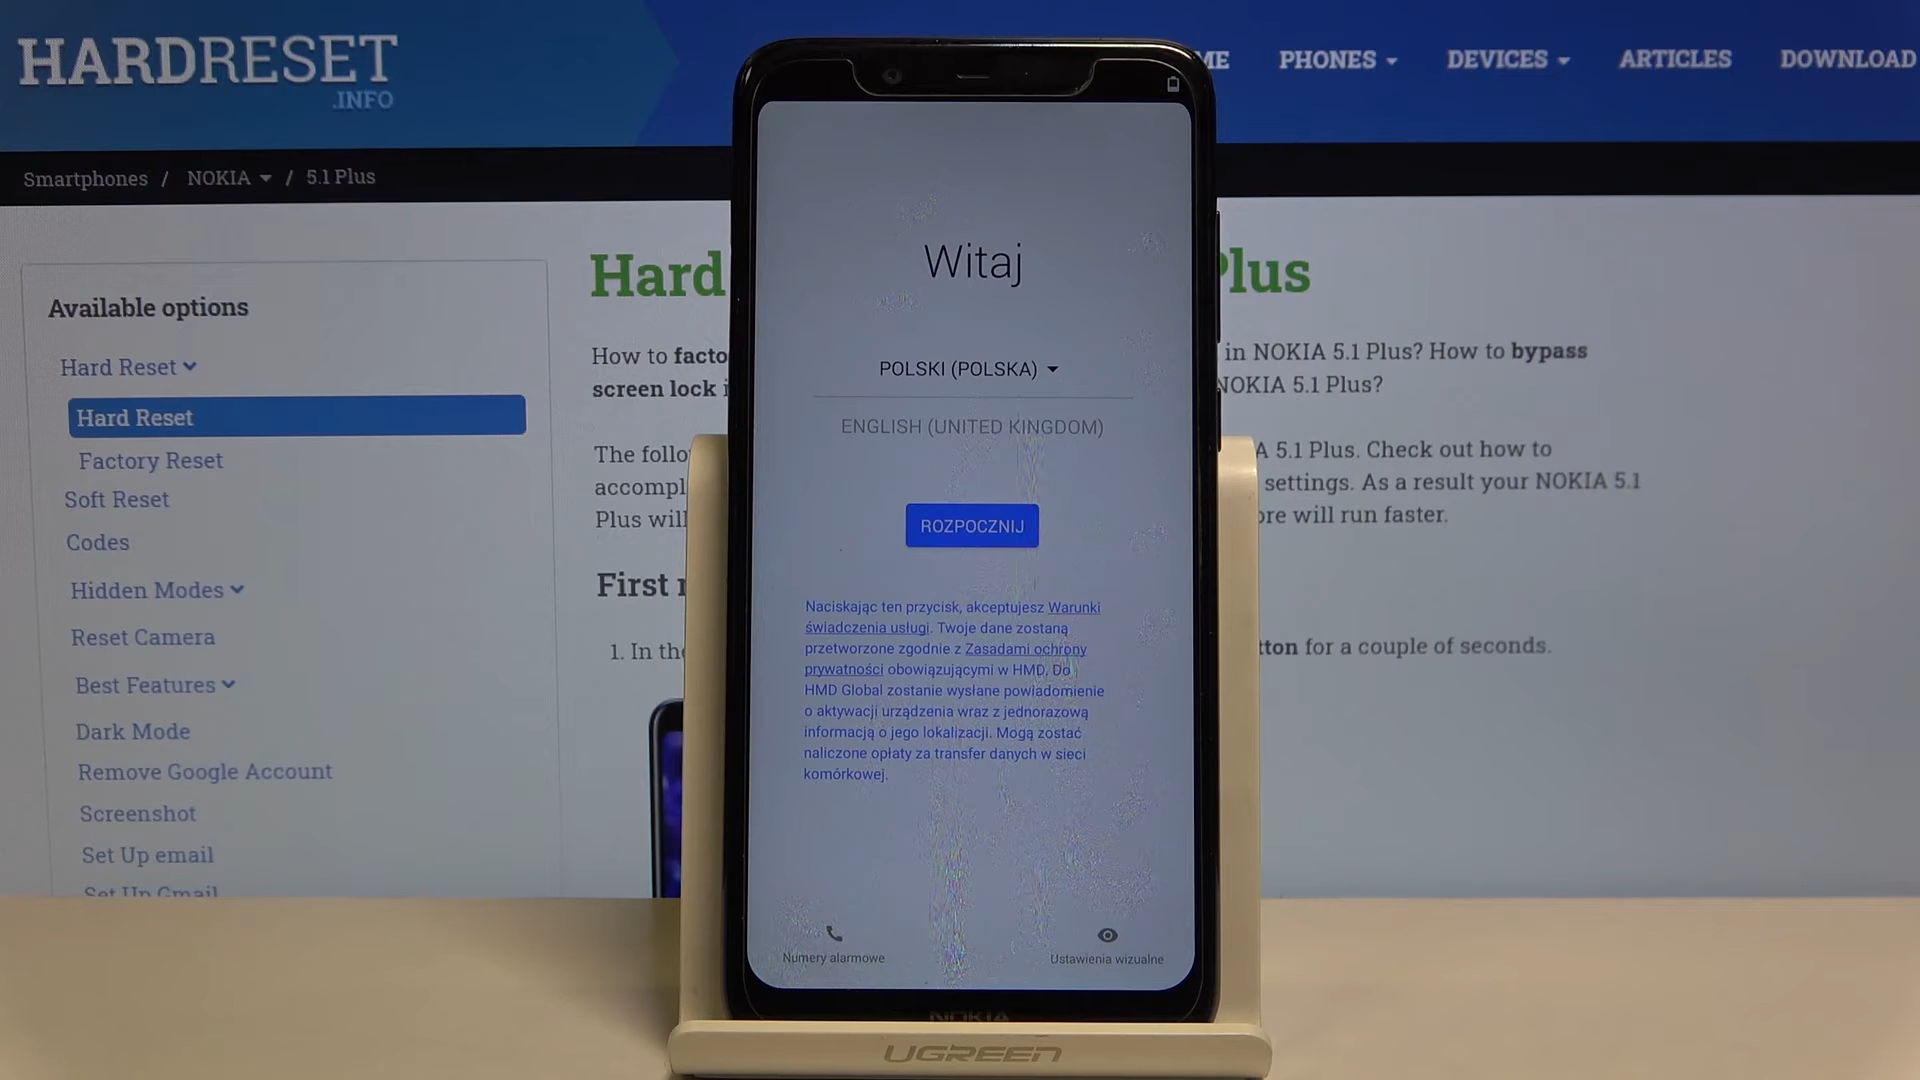 HARDRESET
.INFO
ME PHONES DEVICES ARTICLES DOWNLOAD
Smartphones / NOKIA / 5.1 Plus
Available options
Hard Reset
Hard Reset
Factory Reset
Soft Reset
Codes
Hidden Modes
Reset Camera
Best Features
Dark Mode
Remove Google Account
Screenshot
Set Up email
Set Up Gmail
Hard Plus
How to facto in NOKIA 5.1 Plus? How to bypass
screen lock i NOKIA 5.1 Plus?
The follo A 5.1 Plus. Check out how to
accompl settings. As a result your NOKIA 5.1
Plus will ore will run faster.
First
1. In the tton for a couple of seconds.
Witaj
POLSKI (POLSKA)
ENGLISH (UNITED KINGDOM)
ROZPOCZNIJ
Naciskając ten przycisk, akceptujesz Warunki
świadczenia usługi. Twoje dane zostaną
przetworzone zgodnie z Zasadami ochrony
prywatności obowiązującymi w HMD. Do
HMD Global zostanie wysłane powiadomienie
o aktywacji urządzenia wraz z jednorazową
informacją o jego lokalizacji. Mogą zostać
naliczone opłaty za transfer danych w sieci
komórkowej.
Numery alarmowe
Ustawienia wizualne
NOKIA
UGREEN